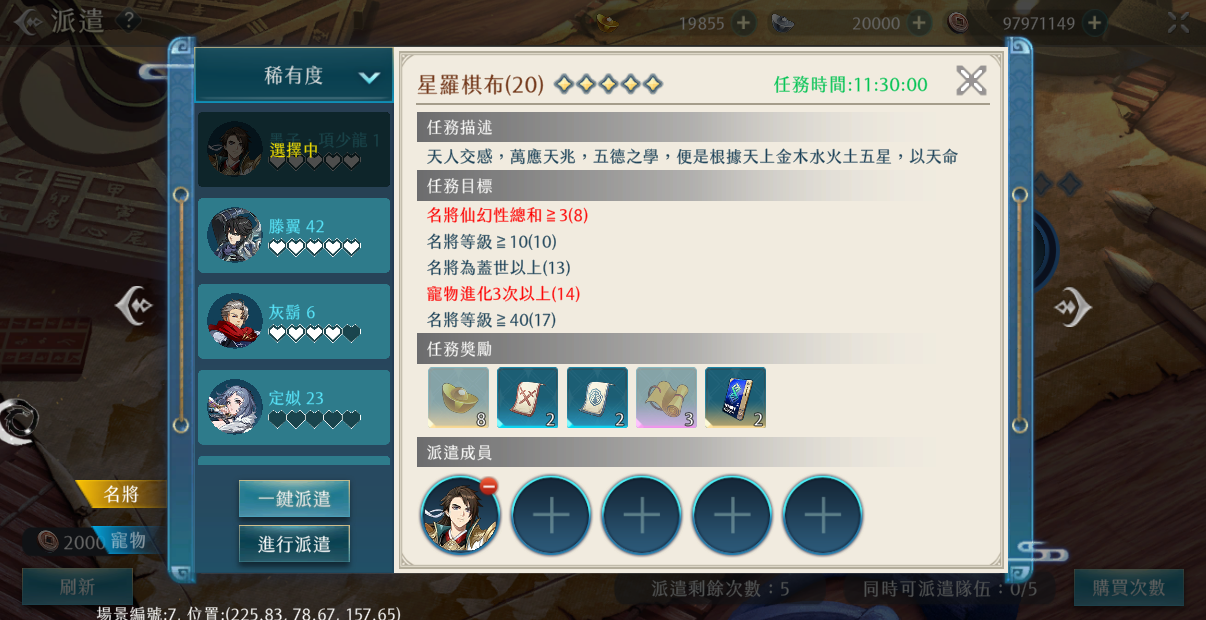 派遣 ?
19855 + 20000 + 97971149 +
稀有度
墨子．項少龍 1
選擇中
滕翼 42
灰鬍 6
定姒 23
一鍵派遣
進行派遣
星羅棋布(20)
任務時間:11:30:00
任務描述
天人交感，萬應天兆，五德之學，便是根據天上金木水火土五星，以天命
任務目標
名將仙幻性總和≧3(8)
名將等級≧10(10)
名將為蓋世以上(13)
寵物進化3次以上(14)
名將等級≧40(17)
任務獎勵
8 2 2 3 2
派遣成員
名將
寵物
2000
刷新
派遣剩餘次數：5
同時可派遣隊伍：0/5
購買次數
場景編號:7, 位置:(225.83, 78.67, 157.65)